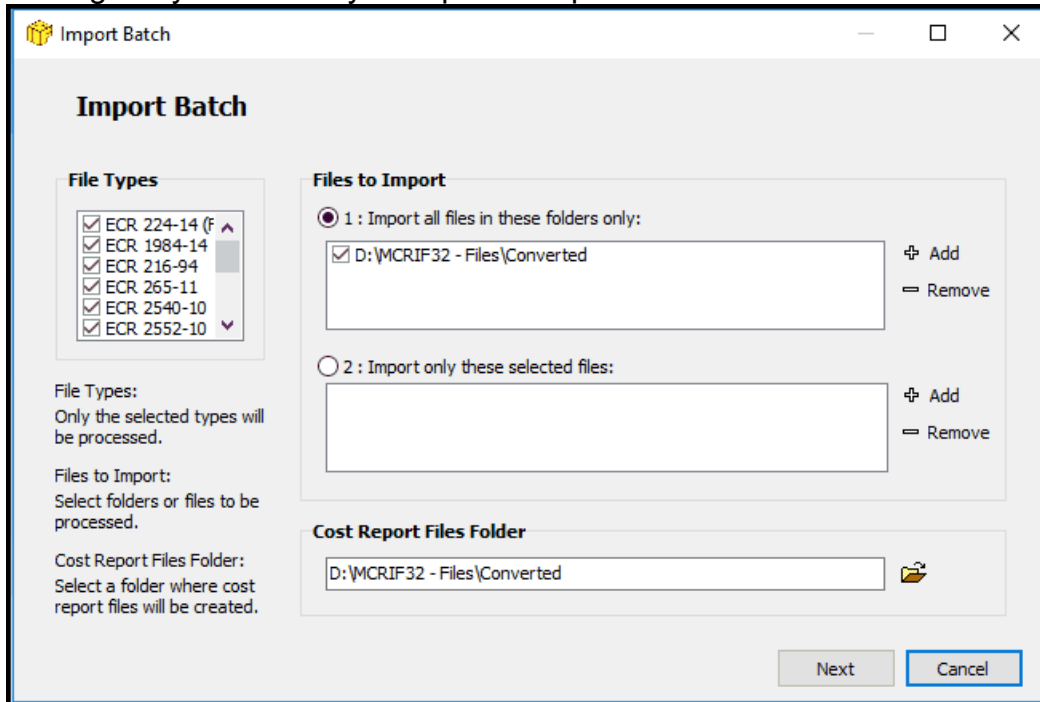 Import Batch
Import Batch
File Types
ECR 224-14 (F
ECR 1984-14
ECR 216-94
ECR 265-11
ECR 2540-10
ECR 2552-10
File Types:
Only the selected types will
be processed.
Files to Import:
Select folders or files to be
processed.
Cost Report Files Folder:
Select a folder where cost
report files will be created.
Files to Import
1 : Import all files in these folders only:
D:\MCRIF32 - Files\Converted
Add
Remove
2 : Import only these selected files:
Add
Remove
Cost Report Files Folder
D:\MCRIF32 - Files\Converted
Next
Cancel